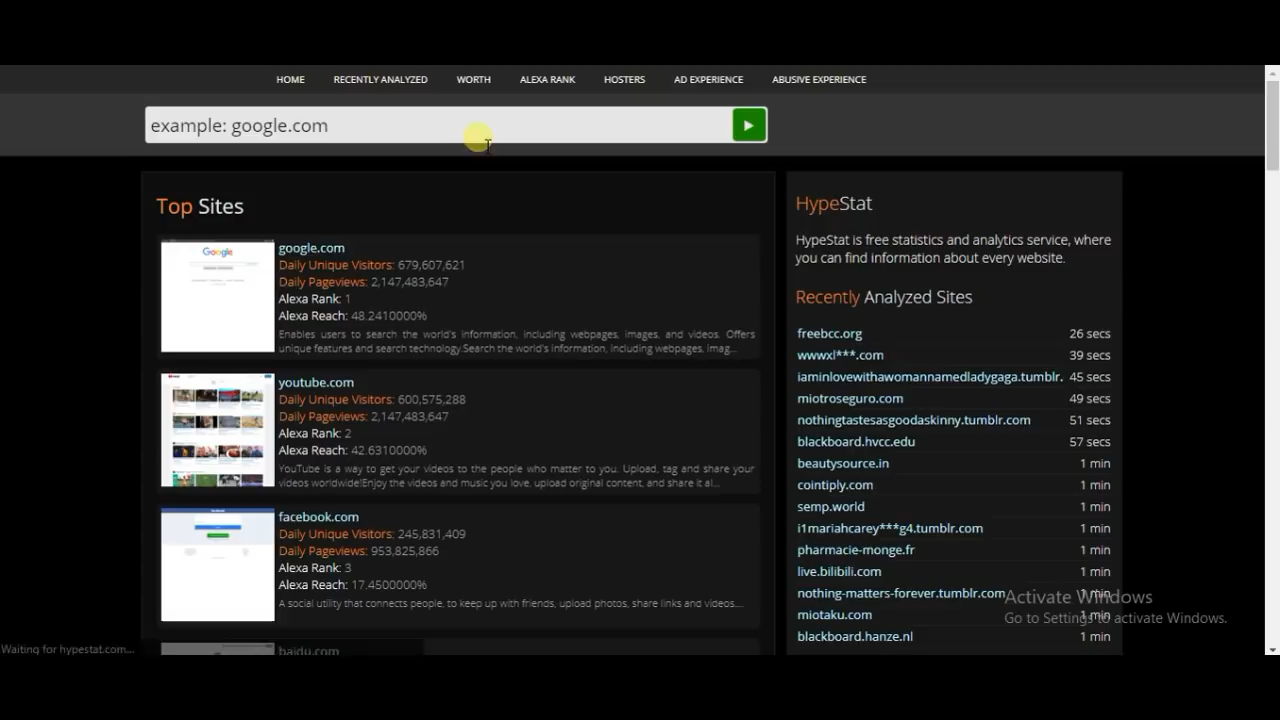 HOME RECENTLY ANALYZED WORTH ALEXA RANK HOSTERS AD EXPERIENCE ABUSIVE EXPERIENCE
example: google.com
Top Sites
google.com
Daily Unique Visitors: 679,607,621
Daily Pageviews: 2,147,483,647
Alexa Rank: 1
Alexa Reach: 48.2410000%
Enables users to search the world's information, including webpages, images, and videos. Offers
unique features and search technology.Search the world's information, including webpages, imag...
youtube.com
Daily Unique Visitors: 600,575,288
Daily Pageviews: 2,147,483,647
Alexa Rank: 2
Alexa Reach: 42.6310000%
YouTube is a way to get your videos to the people who matter to you. Upload, tag and share your
videos worldwide!Enjoy the videos and music you love, upload original content, and share it al...
facebook.com
Daily Unique Visitors: 245,831,409
Daily Pageviews: 953,825,866
Alexa Rank: 3
Alexa Reach: 17.4500000%
A social utility that connects people, to keep up with friends, upload photos, share links and videos...
baidu.com
HypeStat
HypeStat is free statistics and analytics service, where
you can find information about every website.
Recently Analyzed Sites
freebcc.org 26 secs
wwwxl***.com 39 secs
iaminlovewithawomannamedladygaga.tumblr. 45 secs
miotroseguro.com 49 secs
nothingtastesasgoodaskinny.tumblr.com 51 secs
blackboard.hvcc.edu 57 secs
beautysource.in 1 min
cointiply.com 1 min
semp.world 1 min
i1mariahcarey***g4.tumblr.com 1 min
pharmacie-monge.fr 1 min
live.bilibili.com 1 min
nothing-matters-forever.tumblr.com 1 min
miotaku.com 1 min
blackboard.hanze.nl 1 min
Activate Windows
Go to Settings to activate Windows.
Waiting for hypestat.com...